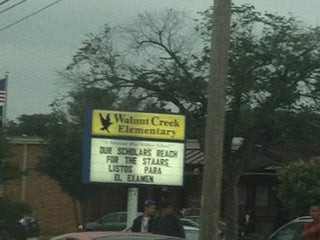 Walnut Creek
Elementary
OUR SCHOLARS REACH
FOR THE STAARS.
LISTOS PARA
EL EXAMEN